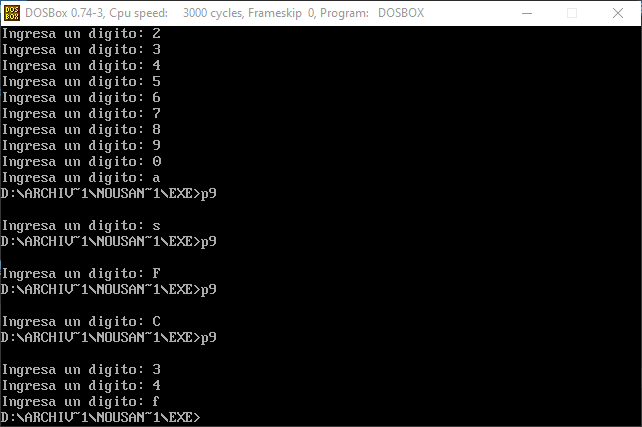 DOS
BOX
DOSBox 0.74-3, Cpu speed:    3000 cycles, Frameskip  0, Program:   DOSBOX
Ingresa un digito: 2
Ingresa un digito: 3
Ingresa un digito: 4
Ingresa un digito: 5
Ingresa un digito: 6
Ingresa un digito: 7
Ingresa un digito: 8
Ingresa un digito: 9
Ingresa un digito: 0
Ingresa un digito: a
D:\ARCHIV~1\NOUSAN~1\EXE>p9
Ingresa un digito: s
D:\ARCHIV~1\NOUSAN~1\EXE>p9
Ingresa un digito: F
D:\ARCHIV~1\NOUSAN~1\EXE>p9
Ingresa un digito: C
D:\ARCHIV~1\NOUSAN~1\EXE>p9
Ingresa un digito: 3
Ingresa un digito: 4
Ingresa un digito: f
D:\ARCHIV~1\NOUSAN~1\EXE>